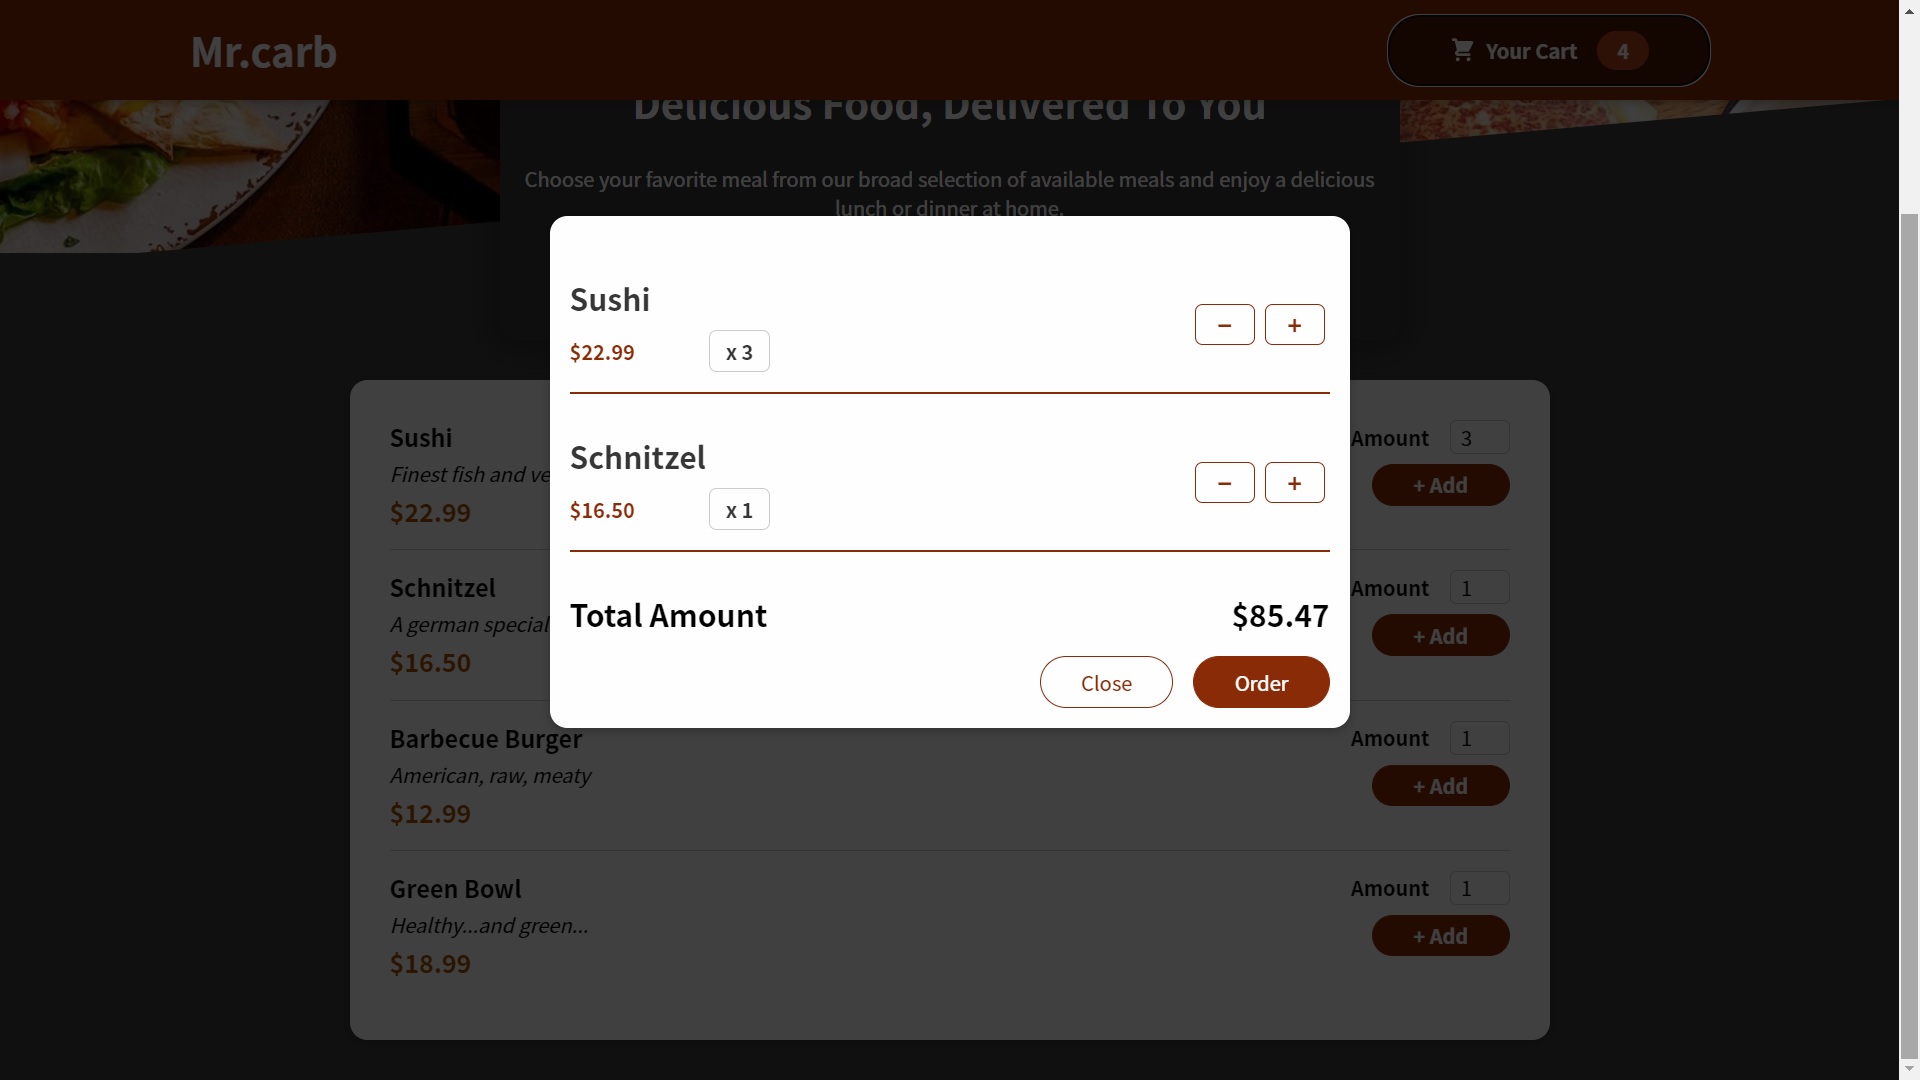 Mr.carb
Your Cart 4
Delicious Food, Delivered To You
Choose your favorite meal from our broad selection of available meals and enjoy a delicious
lunch or dinner at home.
Sushi
$22.99 x 3
− +
Schnitzel
$16.50 x 1
− +
Total Amount $85.47
Close Order
Sushi
Finest fish and ve
$22.99
Amount 3
+ Add
Schnitzel
A german special
$16.50
Amount 1
+ Add
Barbecue Burger
American, raw, meaty
$12.99
Amount 1
+ Add
Green Bowl
Healthy...and green...
$18.99
Amount 1
+ Add